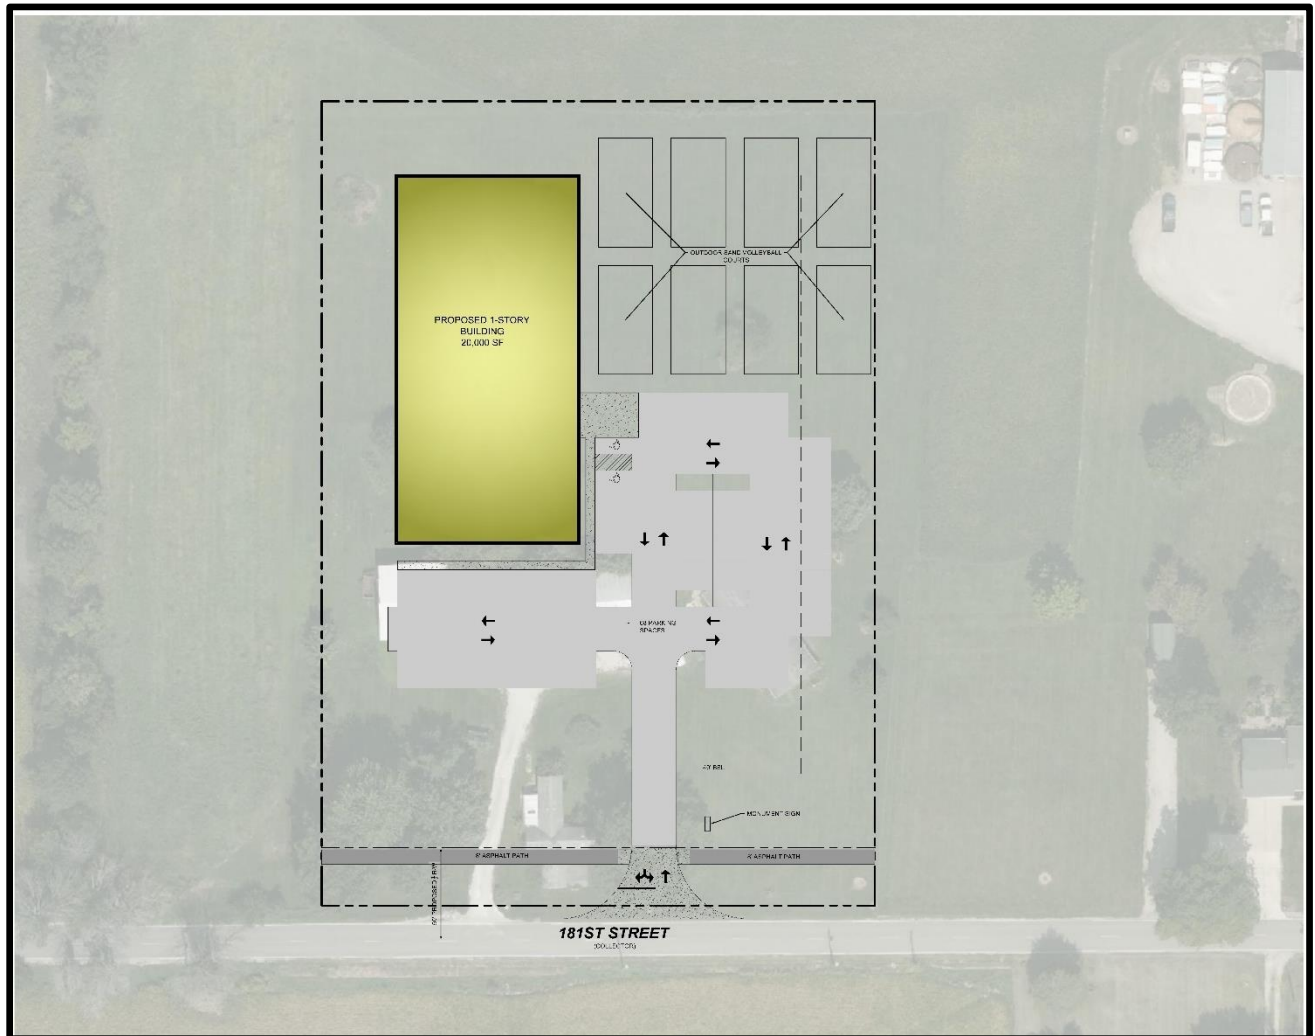 OUTDOOR SAND VOLLEYBALL
COURTS
PROPOSED 1-STORY
BUILDING
20,000 SF
PARKING
SPACES
MONUMENT SIGN
8' ASPHALT PATH
8' ASPHALT PATH
181ST STREET
(COLLECTOR)